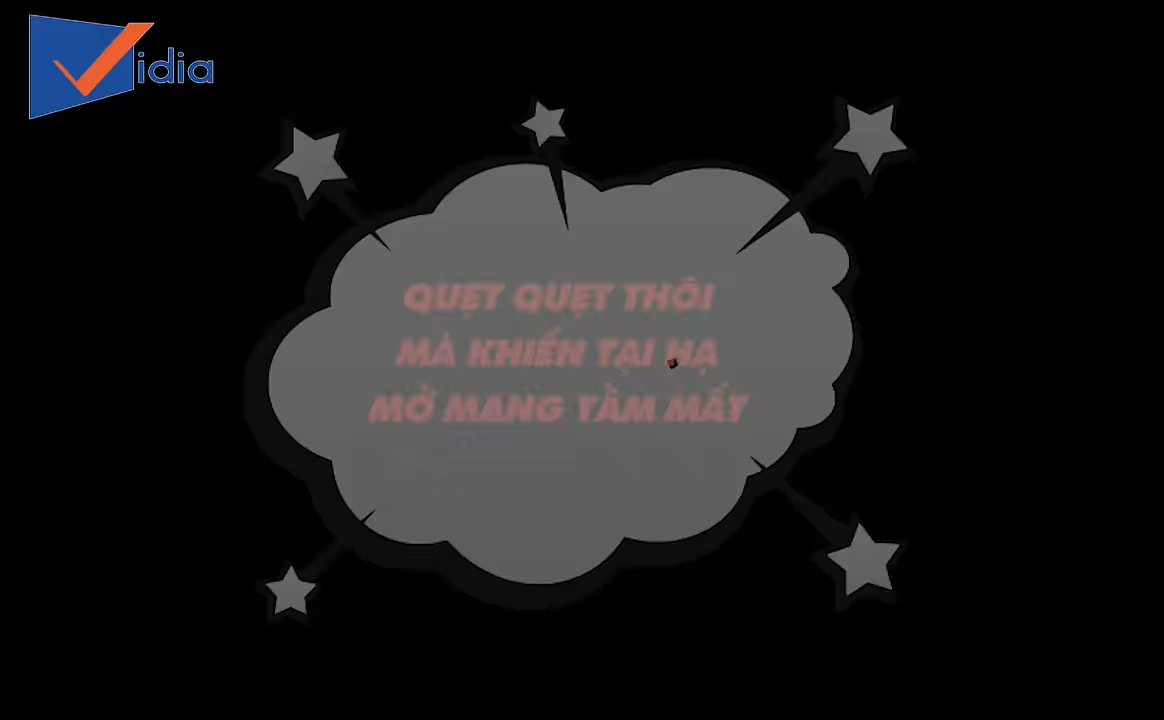 Vidia
QUẸT QUẸT THÔI
MÀ KHIẾN TẠI HẠ
MỞ MANG TẦM MẮT